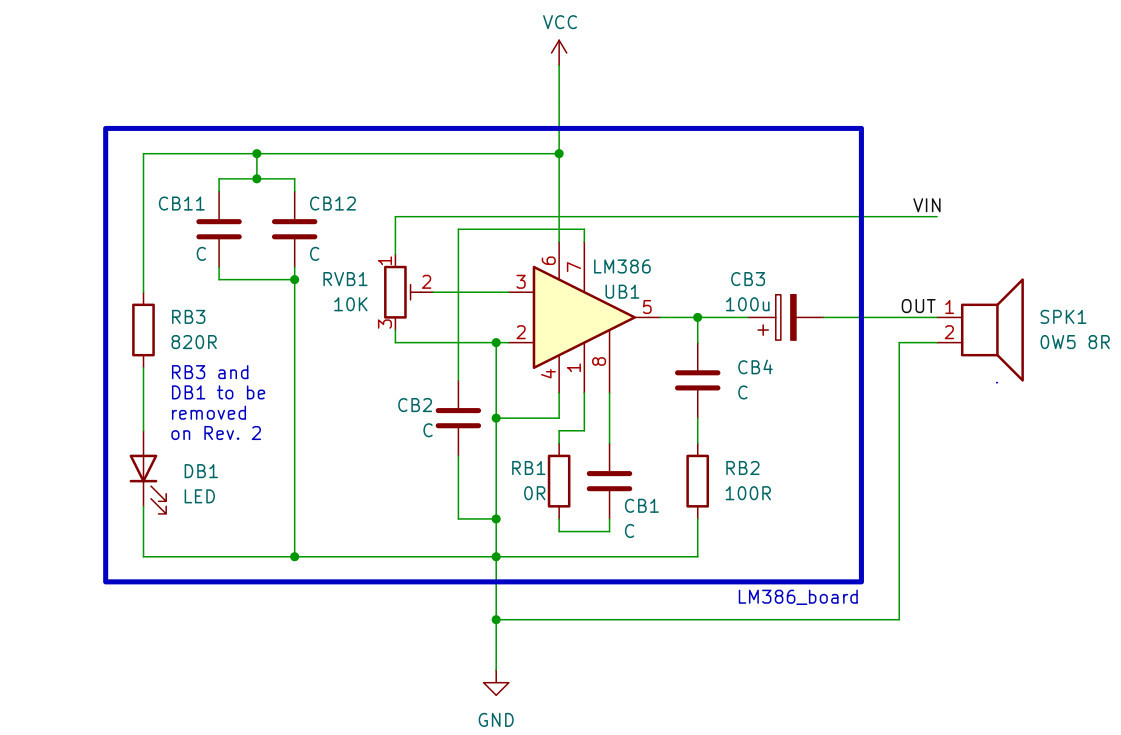 VCC
VIN
CB11
C
CB12
C
RVB1
10K
1
2
3
3
2
6
7
LM386
UB1
5
4
1
8
CB3
100u
+
OUT
1
2
SPK1
0W5 8R
RB3
820R
RB3 and
DB1 to be
removed
on Rev. 2
CB2
C
CB4
C
DB1
LED
RB1
0R
CB1
C
RB2
100R
LM386_board
GND